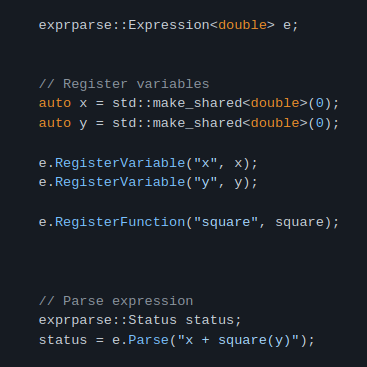 exprparse::Expression<double> e;
// Register variables
auto x = std::make_shared<double>(0);
auto y = std::make_shared<double>(0);
e.RegisterVariable("x", x);
e.RegisterVariable("y", y);
e.RegisterFunction("square", square);
// Parse expression
exprparse::Status status;
status = e.Parse("x + square(y)");